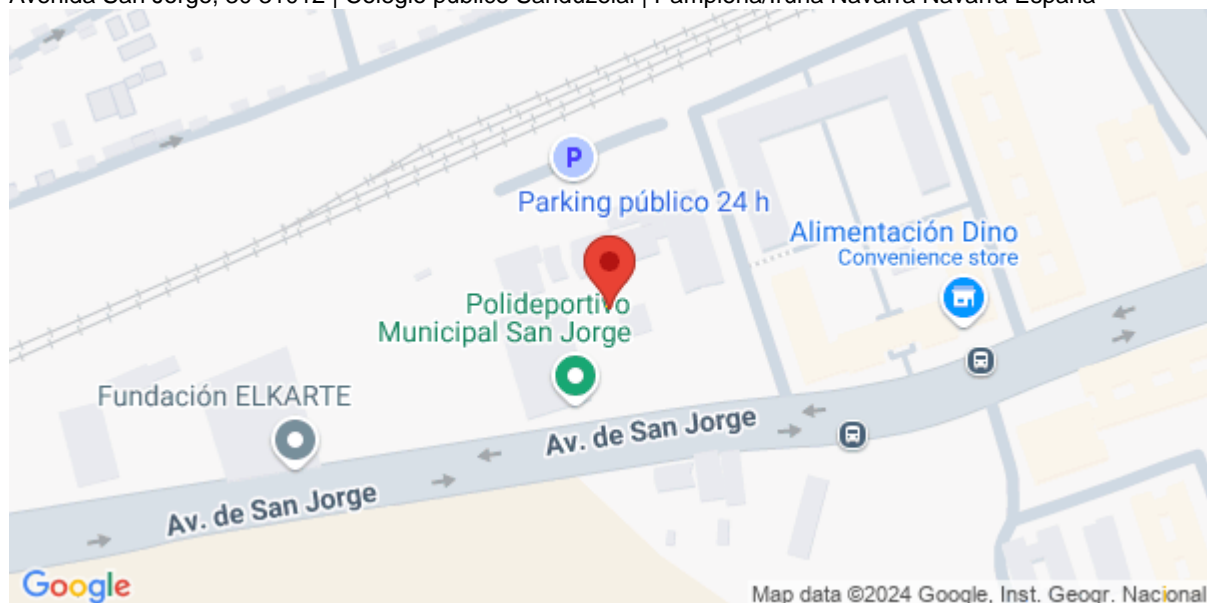 P
Parking público 24 h
Alimentación Dino
Convenience store
Polideportivo
Municipal San Jorge
Fundación ELKARTE
Av. de San Jorge
Av. de San Jorge
Google
Map data ©2024 Google, Inst. Geogr. Nacional